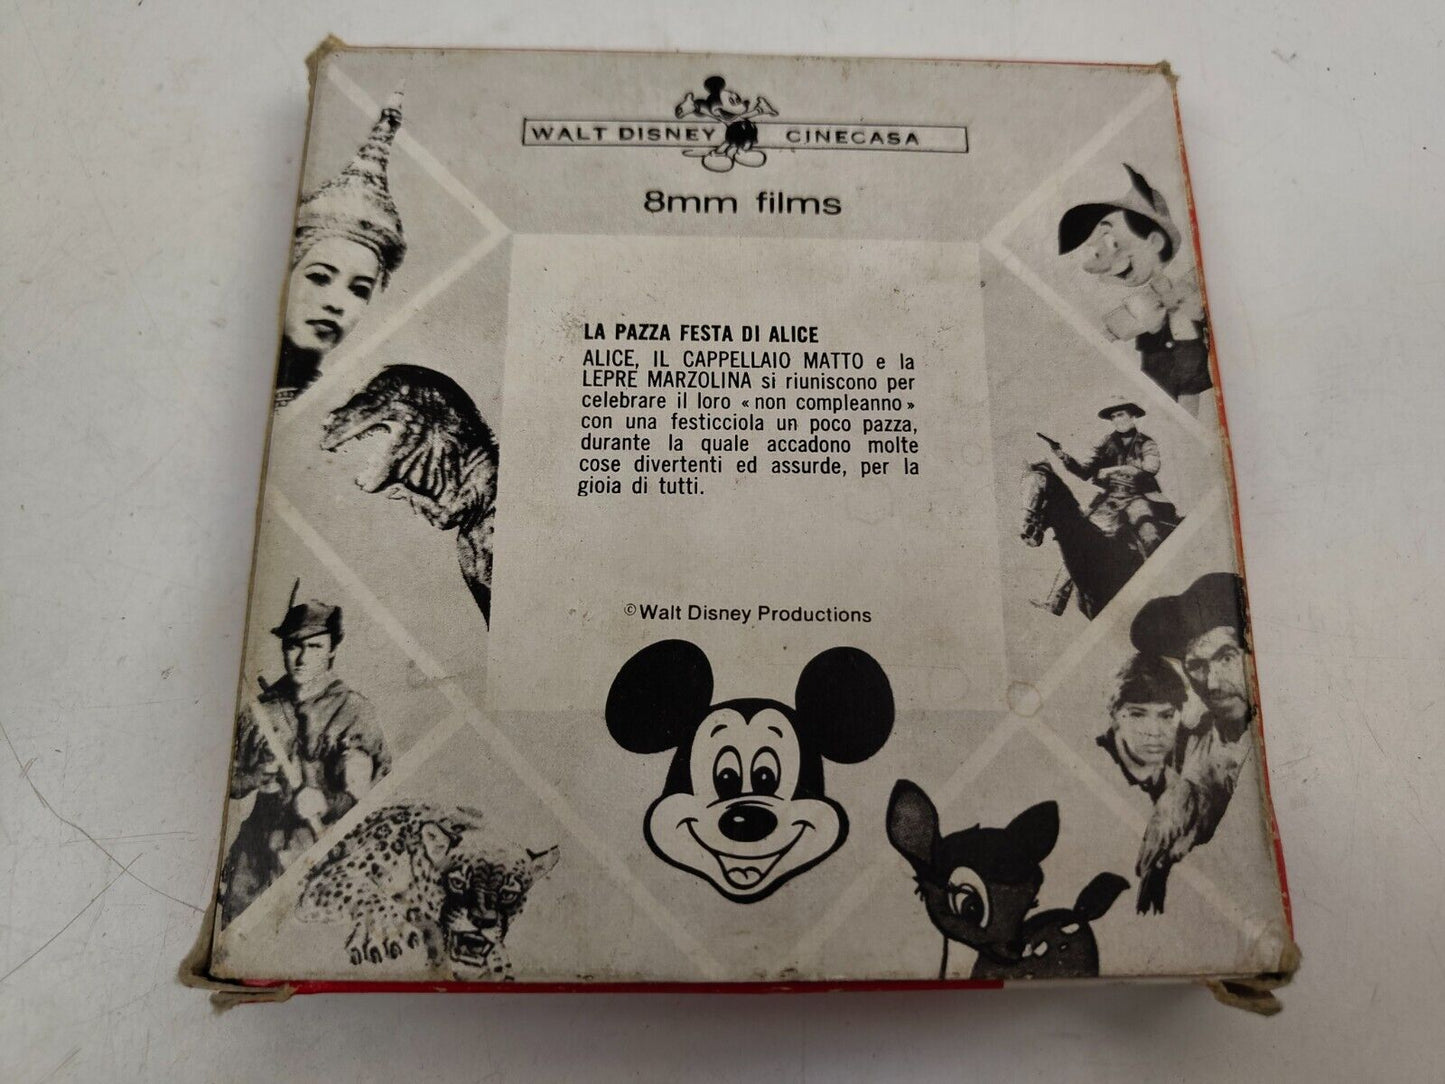 WALT DISNEY CINECASA
8mm films
LA PAZZA FESTA DI ALICE
ALICE, IL CAPPELLAIO MATTO e la
LEPRE MARZOLINA si riuniscono per
celebrare il loro «non compleanno»
con una festicciola un poco pazza,
durante la quale accadono molte
cose divertenti ed assurde, per la
gioia di tutti.
©Walt Disney Productions